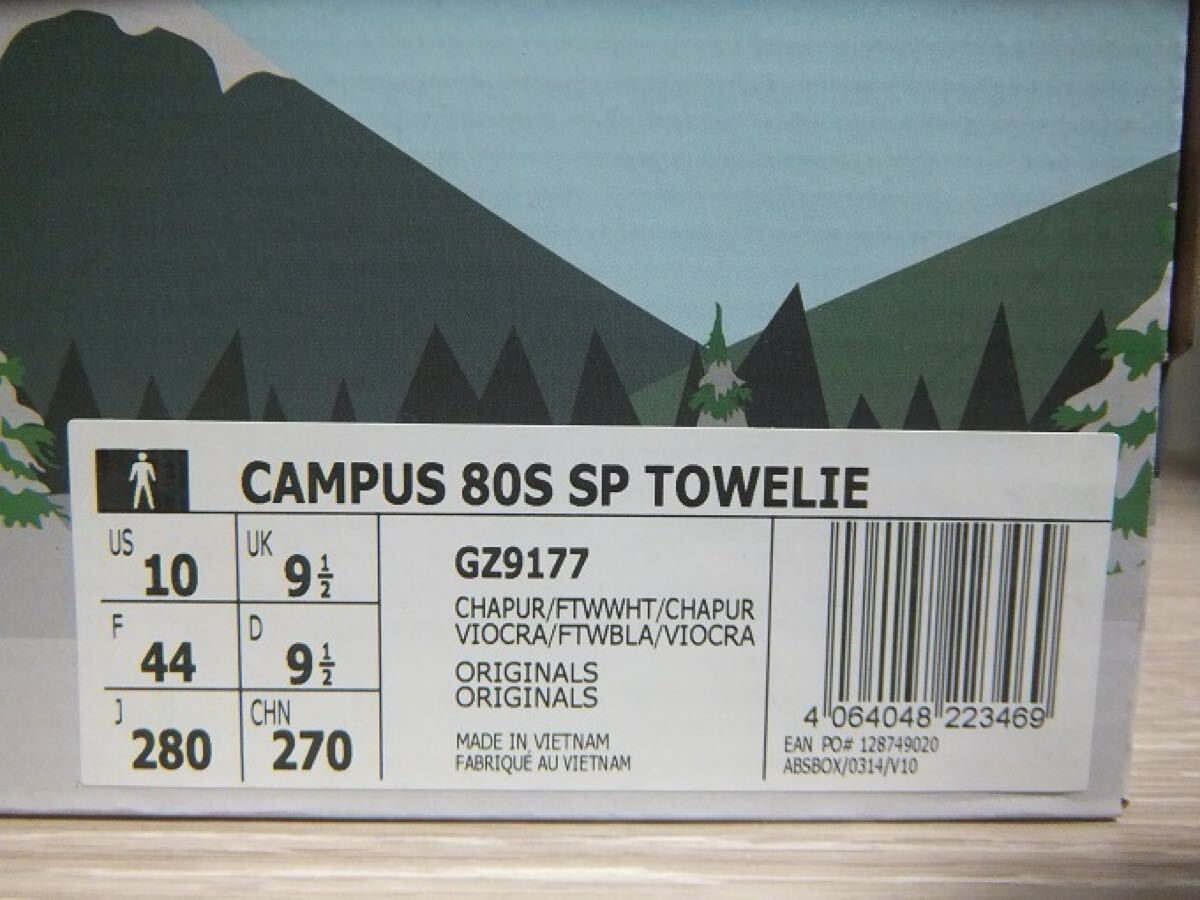 CAMPUS 80S SP TOWELIE
US 10 UK 9 1/2
F 44 D 9 1/2
J 280 CHN 270
GZ9177
CHAPUR/FTWWHT/CHAPUR
VIOCRA/FTWBLA/VIOCRA
ORIGINALS
ORIGINALS
MADE IN VIETNAM
FABRIQUÉ AU VIETNAM
4 064048 223469
EAN PO# 128749020
ABSBOX/0314/V10